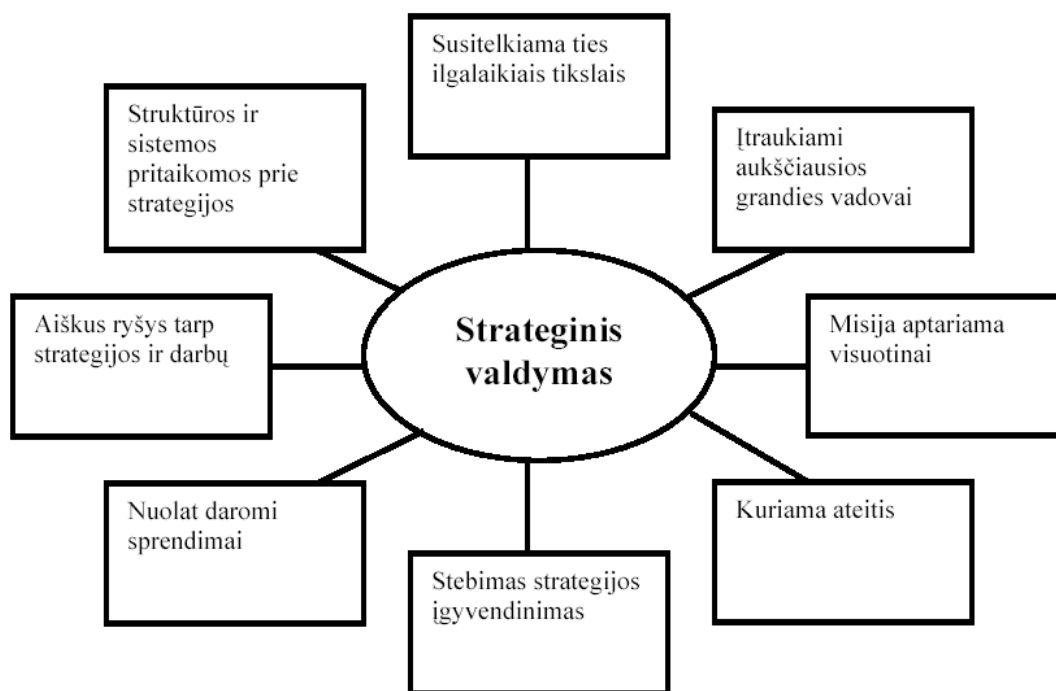 Susitelkiama ties
ilgalaikiais tikslais
Struktūros ir
sistemos
pritaikomos prie
strategijos
Įtraukiami
aukščiausios
grandies vadovai
Aiškus ryšys tarp
strategijos ir darbų
Strateginis
valdymas
Misija aptariama
visuotinai
Nuolat daromi
sprendimai
Stebimas strategijos
įgyvendinimas
Kuriama ateitis